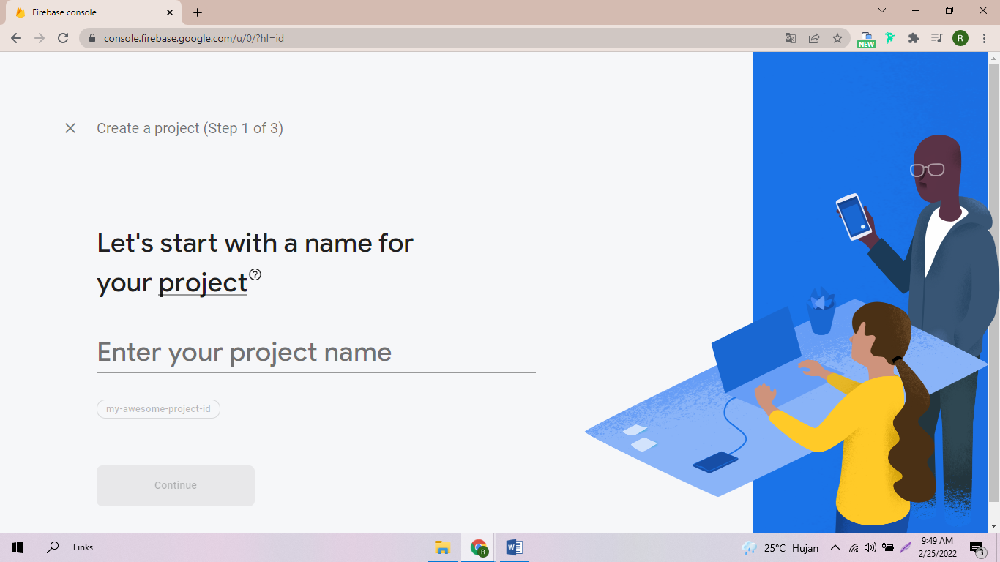 Firebase console
console.firebase.google.com/u/0/?hl=id
NEW
R
Create a project (Step 1 of 3)
Let's start with a name for
your project
Enter your project name
my-awesome-project-id
Continue
Links
R
W
25°C Hujan
9:49 AM
2/25/2022
3